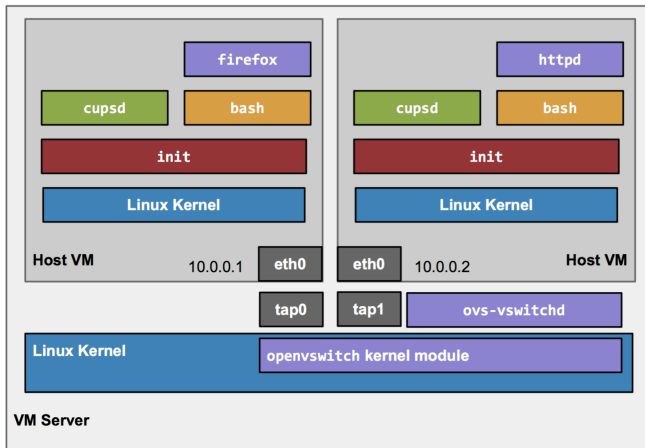 firefox
cupsd
bash
init
Linux Kernel
Host VM
10.0.0.1
eth0
httpd
cupsd
bash
init
Linux Kernel
eth0
10.0.0.2
Host VM
tap0
tap1
ovs-vswitchd
Linux Kernel
openvswitch kernel module
VM Server